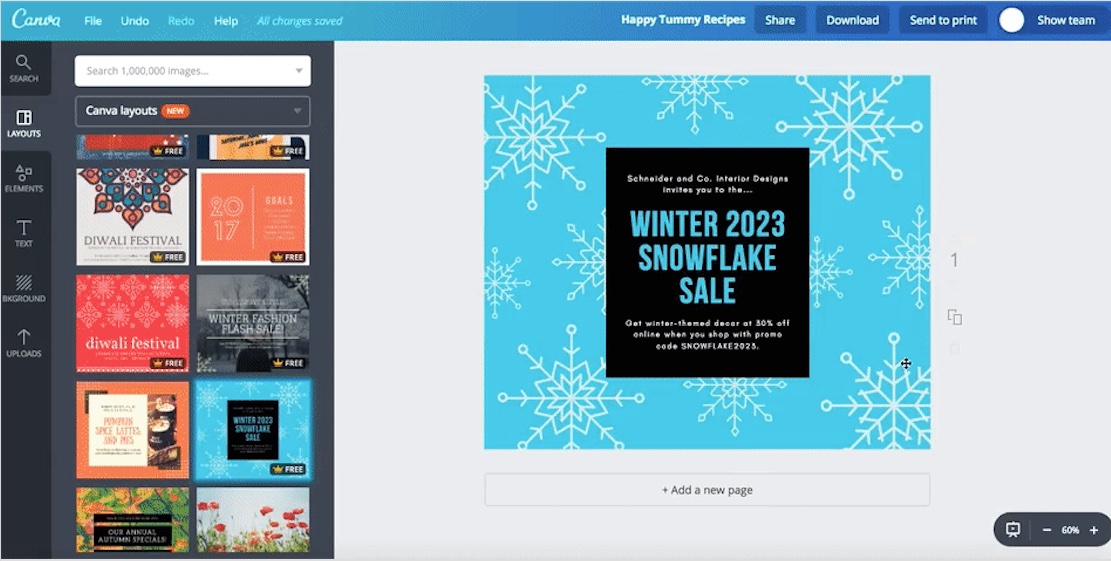 Canva File Undo Redo Help All changes saved Happy Tummy Recipes Share Download Send to print Show team
SEARCH
LAYOUTS
ELEMENTS
TEXT
BKGROUND
UPLOADS
Search 1,000,000 images...
Canva layouts NEW
FREE FREE
DIWALI FESTIVAL
FREE
20
17
GOALS
FREE
diwali festival
FREE
WINTER FASHION
FLASH SALE!
FREE
PUMPKIN
SPICE LATTES,
AND PIES
WINTER 2023
SNOWFLAKE
SALE
FREE
OUR ANNUAL
AUTUMN SPECIALS!
Schneider and Co. Interior Designs
invites you to the...
WINTER 2023
SNOWFLAKE
SALE
Get winter-themed decor at 30% off
online when you shop with promo
code SNOWFLAKE2023.
1
+ Add a new page
60%